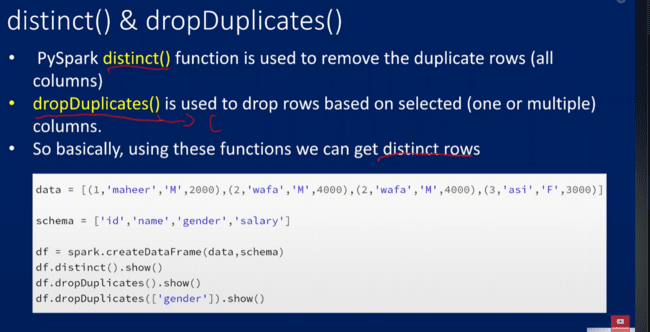 distinct() & dropDuplicates()
• PySpark distinct() function is used to remove the duplicate rows (all
columns)
• dropDuplicates() is used to drop rows based on selected (one or multiple)
columns.
• So basically, using these functions we can get distinct rows
data = [(1,'maheer','M',2000),(2,'wafa','M',4000),(2,'wafa','M',4000),(3,'asi','F',3000)]
schema = ['id','name','gender','salary']
df = spark.createDataFrame(data,schema)
df.distinct().show()
df.dropDuplicates().show()
df.dropDuplicates(['gender']).show()